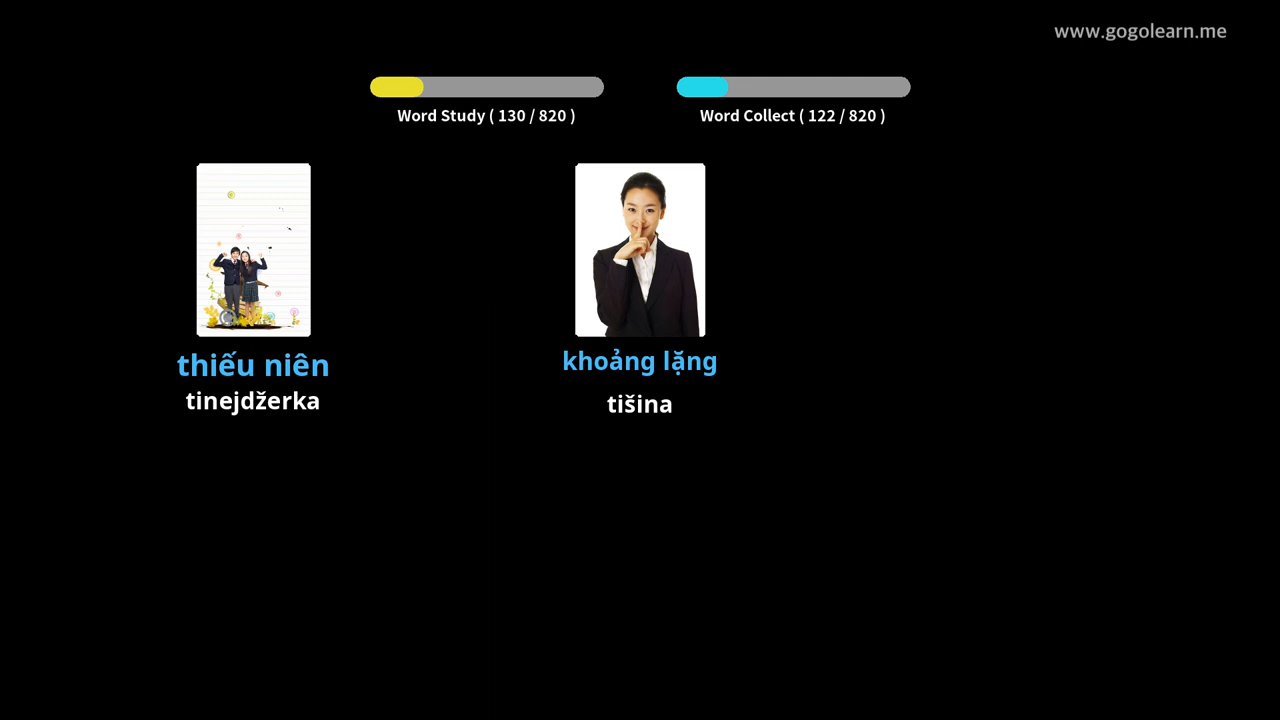 www.gogolearn.me
Word Study ( 130 / 820 )
Word Collect ( 122 / 820 )
thiếu niên
tinejdžerka
khoảng lặng
tišina